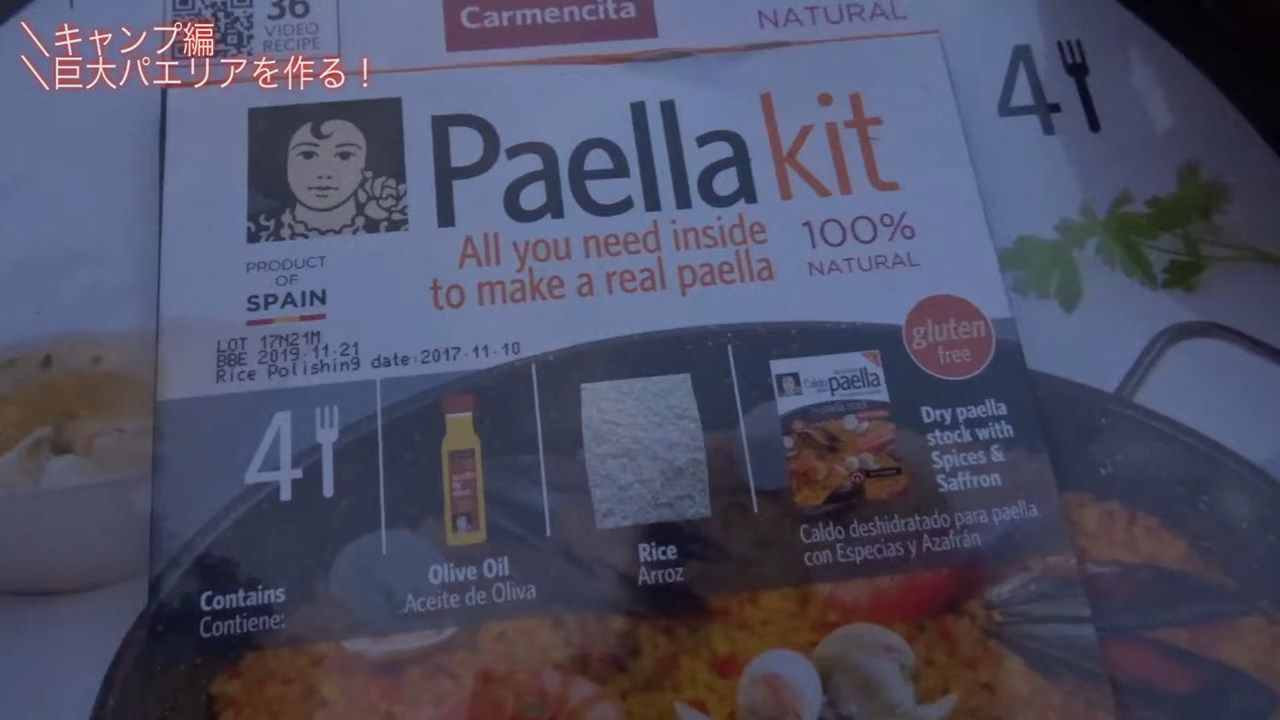 ＼キャンプ編
＼巨大パエリアを作る！
36
VIDEO
RECIPE
Carmencita
NATURAL
4
Paella kit
All you need inside
to make a real paella
100%
NATURAL
PRODUCT
OF
SPAIN
LOT 17N21M
BBE 2019.11.21
Rice Polishing date:2017.11.10
gluten
free
4
Caldo
paella
Dry paella
stock with
Spices &
Saffron
Caldo deshidratado para paella
con Especias y Azafrán
Olive Oil
Aceite de Oliva
Rice
Arroz
Contains
Contiene: